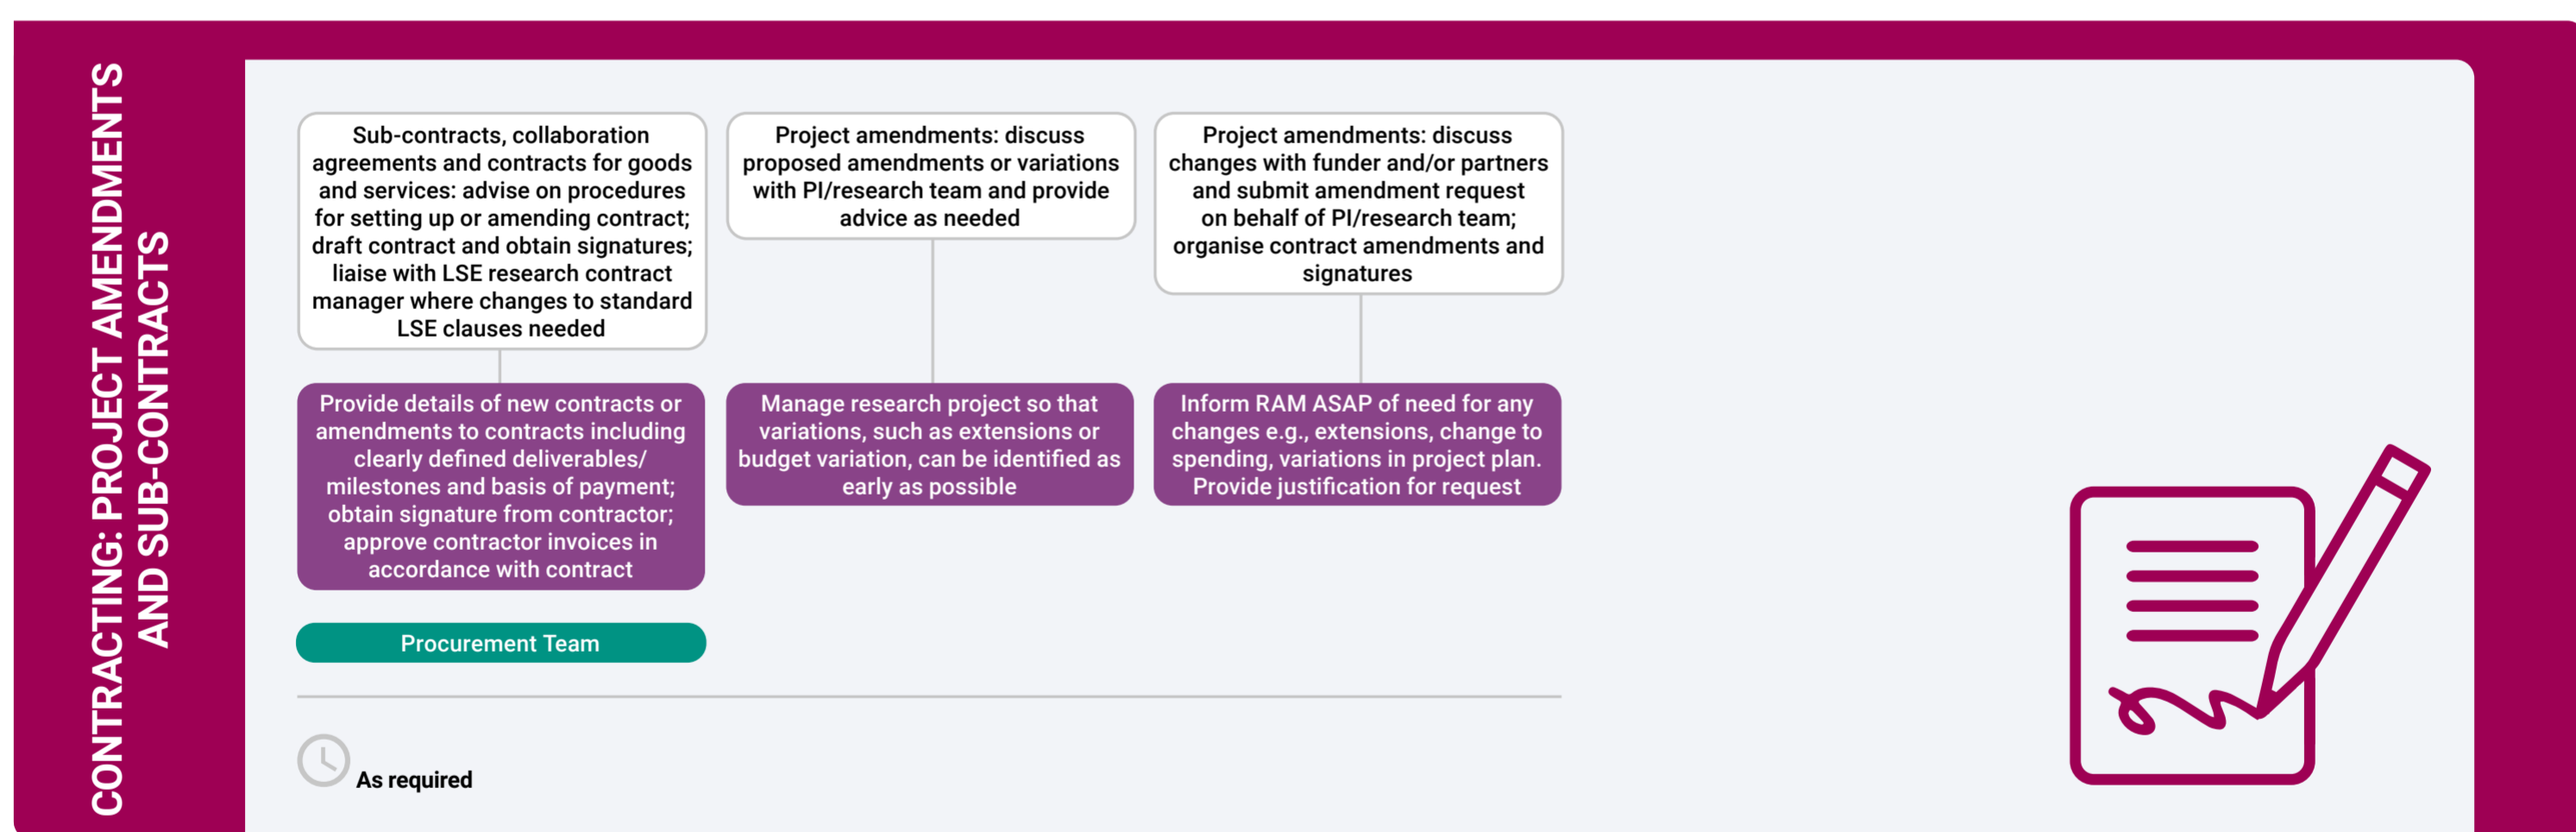 CONTRACTING: PROJECT AMENDMENTS
AND SUB-CONTRACTS
Sub-contracts, collaboration
agreements and contracts for goods
and services: advise on procedures
for setting up or amending contract;
draft contract and obtain signatures;
liaise with LSE research contract
manager where changes to standard
LSE clauses needed
Provide details of new contracts or
amendments to contracts including
clearly defined deliverables/
milestones and basis of payment;
obtain signature from contractor;
approve contractor invoices in
accordance with contract
Procurement Team
Project amendments: discuss
proposed amendments or variations
with PI/research team and provide
advice as needed
Manage research project so that
variations, such as extensions or
budget variation, can be identified as
early as possible
Project amendments: discuss
changes with funder and/or partners
and submit amendment request
on behalf of PI/research team;
organise contract amendments and
signatures
Inform RAM ASAP of need for any
changes e.g., extensions, change to
spending, variations in project plan.
Provide justification for request
As required